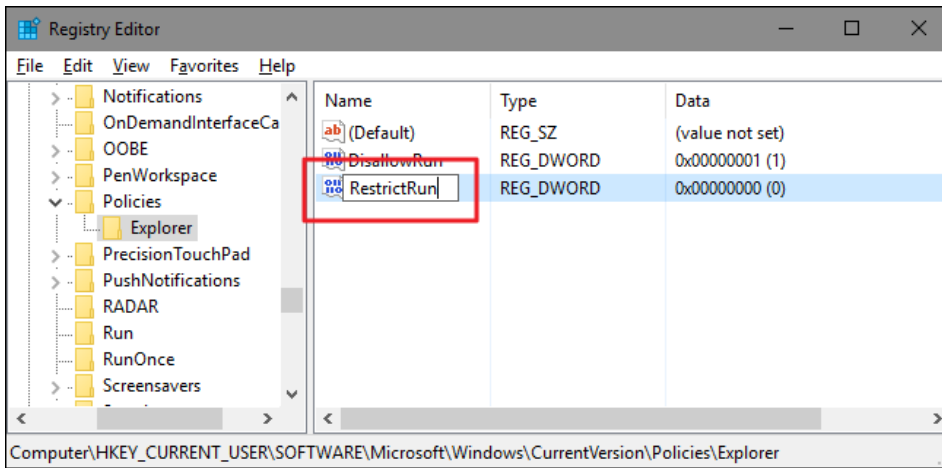 Registry Editor
File Edit View Favorites Help
Notifications
OnDemandInterfaceCa
OOBE
PenWorkspace
Policies
Explorer
PrecisionTouchPad
PushNotifications
RADAR
Run
RunOnce
Screensavers
Name Type Data
(Default) REG_SZ (value not set)
DisallowRun REG_DWORD 0x00000001 (1)
RestrictRun REG_DWORD 0x00000000 (0)
Computer\HKEY_CURRENT_USER\SOFTWARE\Microsoft\Windows\CurrentVersion\Policies\Explorer